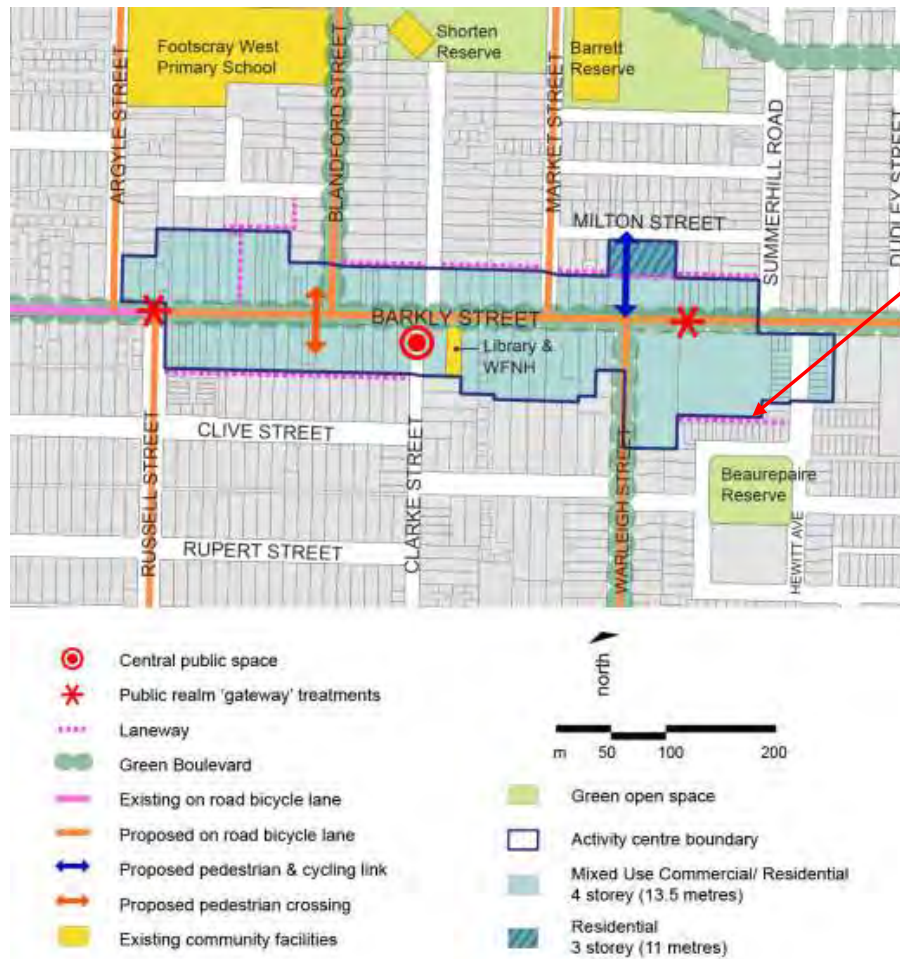 Footscray West
Primary School
Shorten
Reserve
Barrett
Reserve
ARGYLE STREET
BLANDFORD STREET
MARKET STREET
SUMMERHILL ROAD
DUDLEY STREET
MILTON STREET
BARKLY STREET
Library &
WFNH
CLIVE STREET
CLARKE STREET
WARLEIGH STREET
Beaurepaire
Reserve
RUSSELL STREET
RUPERT STREET
HEWITT AVE
Central public space
Public realm 'gateway' treatments
Laneway
Green Boulevard
Existing on road bicycle lane
Proposed on road bicycle lane
Proposed pedestrian & cycling link
Proposed pedestrian crossing
Existing community facilities
north
m 50 100 200
Green open space
Activity centre boundary
Mixed Use Commercial/ Residential
4 storey (13.5 metres)
Residential
3 storey (11 metres)